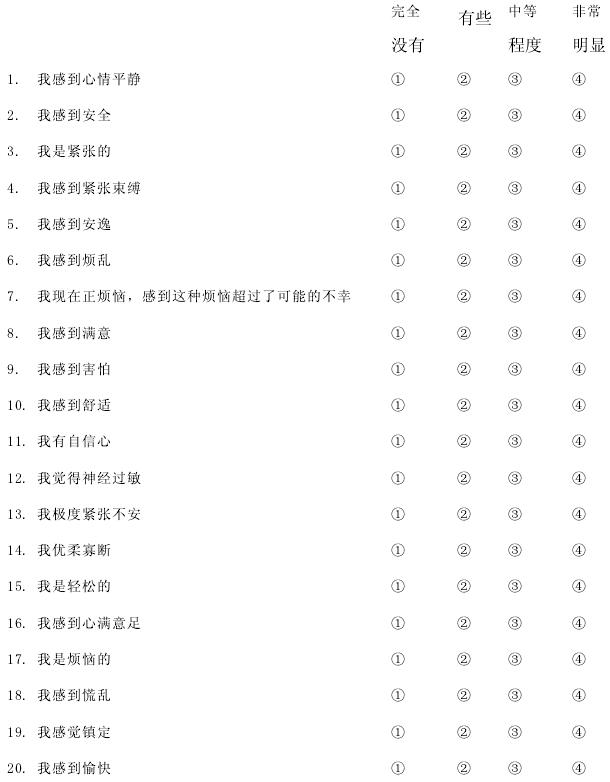 完全 有些 中等 非常
没有 程度 明显
1. 我感到心情平静 ① ② ③ ④
2. 我感到安全 ① ② ③ ④
3. 我是紧张的 ① ② ③ ④
4. 我感到紧张束缚 ① ② ③ ④
5. 我感到安逸 ① ② ③ ④
6. 我感到烦乱 ① ② ③ ④
7. 我现在正烦恼，感到这种烦恼超过了可能的不幸 ① ② ③ ④
8. 我感到满意 ① ② ③ ④
9. 我感到害怕 ① ② ③ ④
10. 我感到舒适 ① ② ③ ④
11. 我有自信心 ① ② ③ ④
12. 我觉得神经过敏 ① ② ③ ④
13. 我极度紧张不安 ① ② ③ ④
14. 我优柔寡断 ① ② ③ ④
15. 我是轻松的 ① ② ③ ④
16. 我感到心满意足 ① ② ③ ④
17. 我是烦恼的 ① ② ③ ④
18. 我感到慌乱 ① ② ③ ④
19. 我感觉镇定 ① ② ③ ④
20. 我感到愉快 ① ② ③ ④